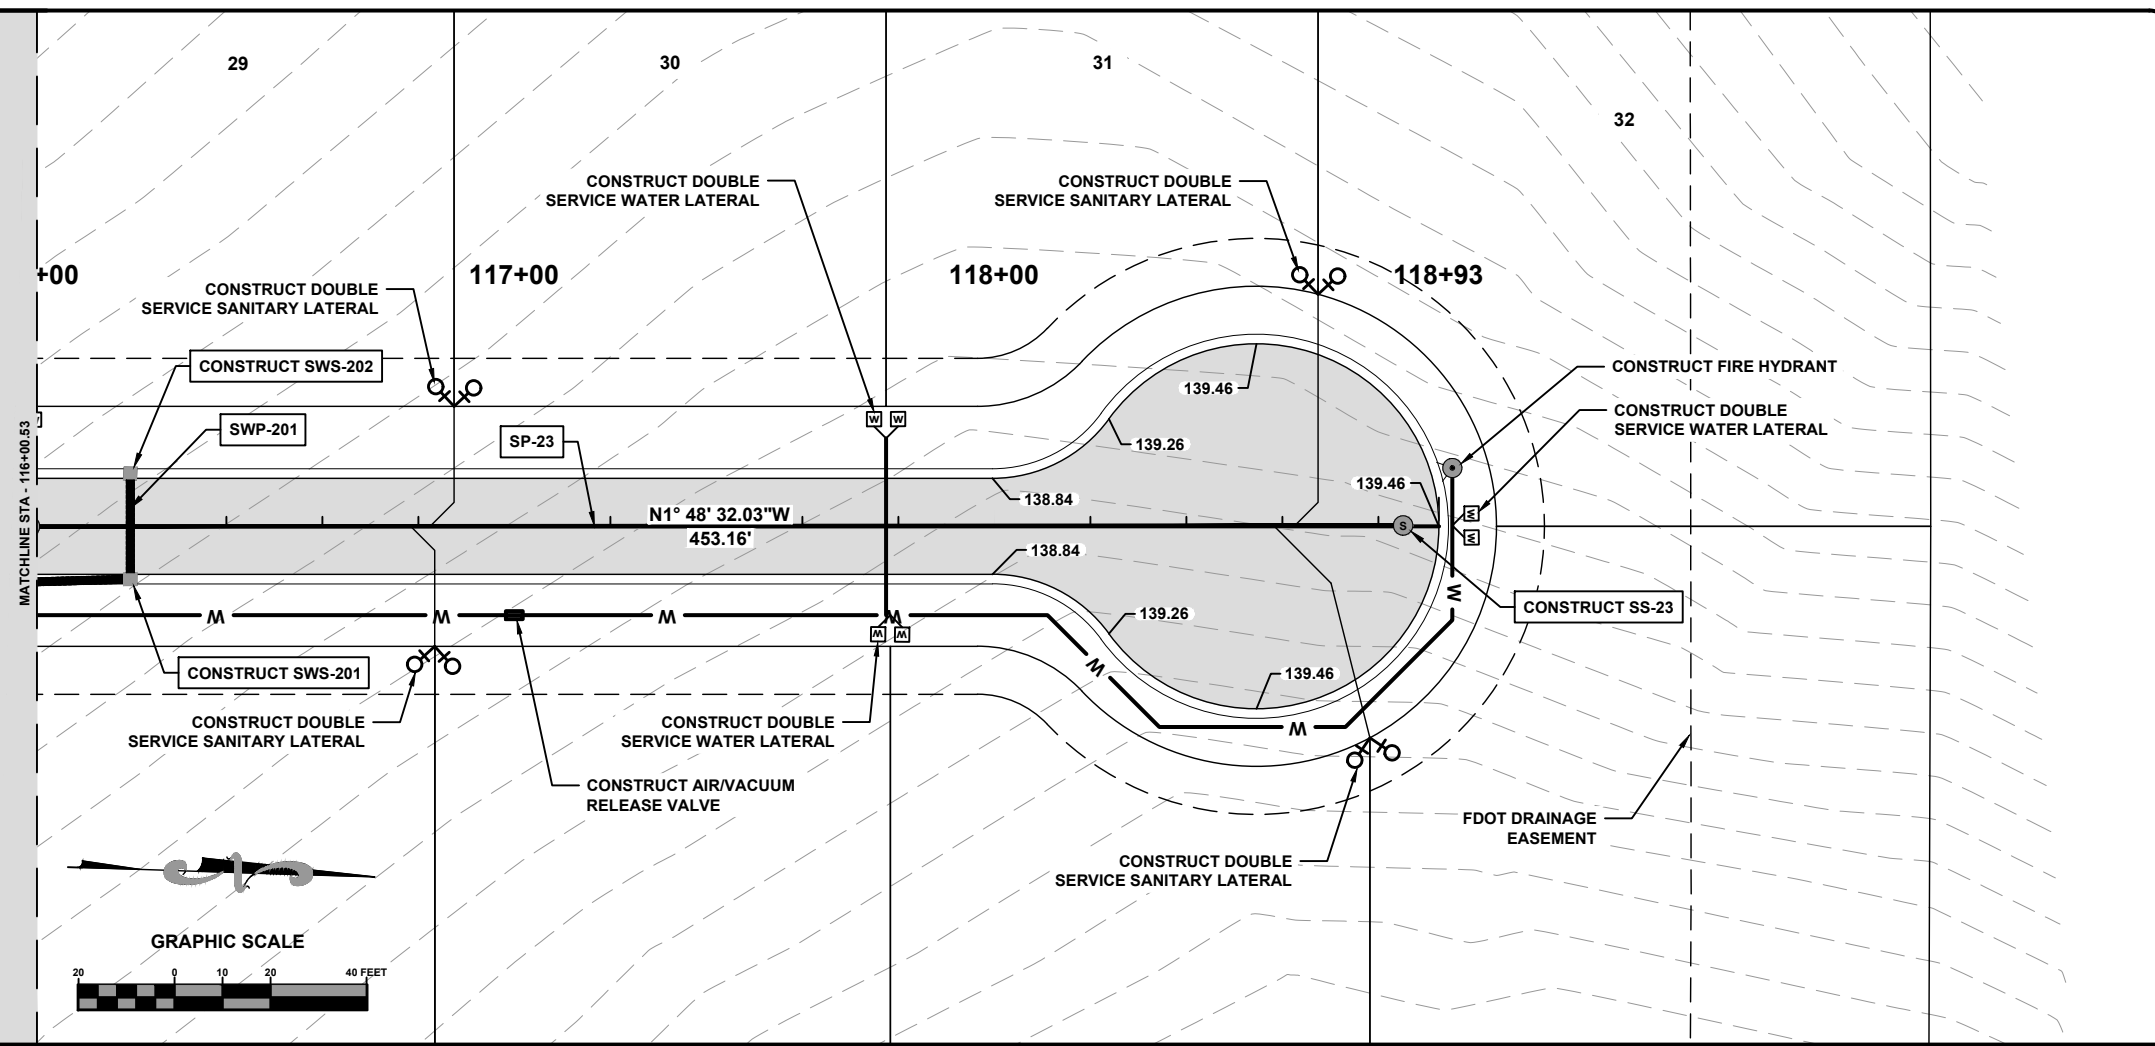 29
30
31
32
CONSTRUCT DOUBLE
SERVICE WATER LATERAL
CONSTRUCT DOUBLE
SERVICE SANITARY LATERAL
+00
117+00
118+00
118+93
CONSTRUCT DOUBLE
SERVICE SANITARY LATERAL
CONSTRUCT SWS-202
CONSTRUCT FIRE HYDRANT
139.46
CONSTRUCT DOUBLE
SERVICE WATER LATERAL
W W
SWP-201
SP-23
139.26
MATCHLINE STA - 116+00.53
139.46
138.84
N1° 48' 32.03"W
453.16'
S
W
W
138.84
W
CONSTRUCT SS-23
W W W W
139.26
W W
W
CONSTRUCT SWS-201
139.46
CONSTRUCT DOUBLE
SERVICE SANITARY LATERAL
CONSTRUCT DOUBLE
SERVICE WATER LATERAL
W
CONSTRUCT AIR/VACUUM
RELEASE VALVE
FDOT DRAINAGE
EASEMENT
CONSTRUCT DOUBLE
SERVICE SANITARY LATERAL
GRAPHIC SCALE
20 0 10 20 40 FEET